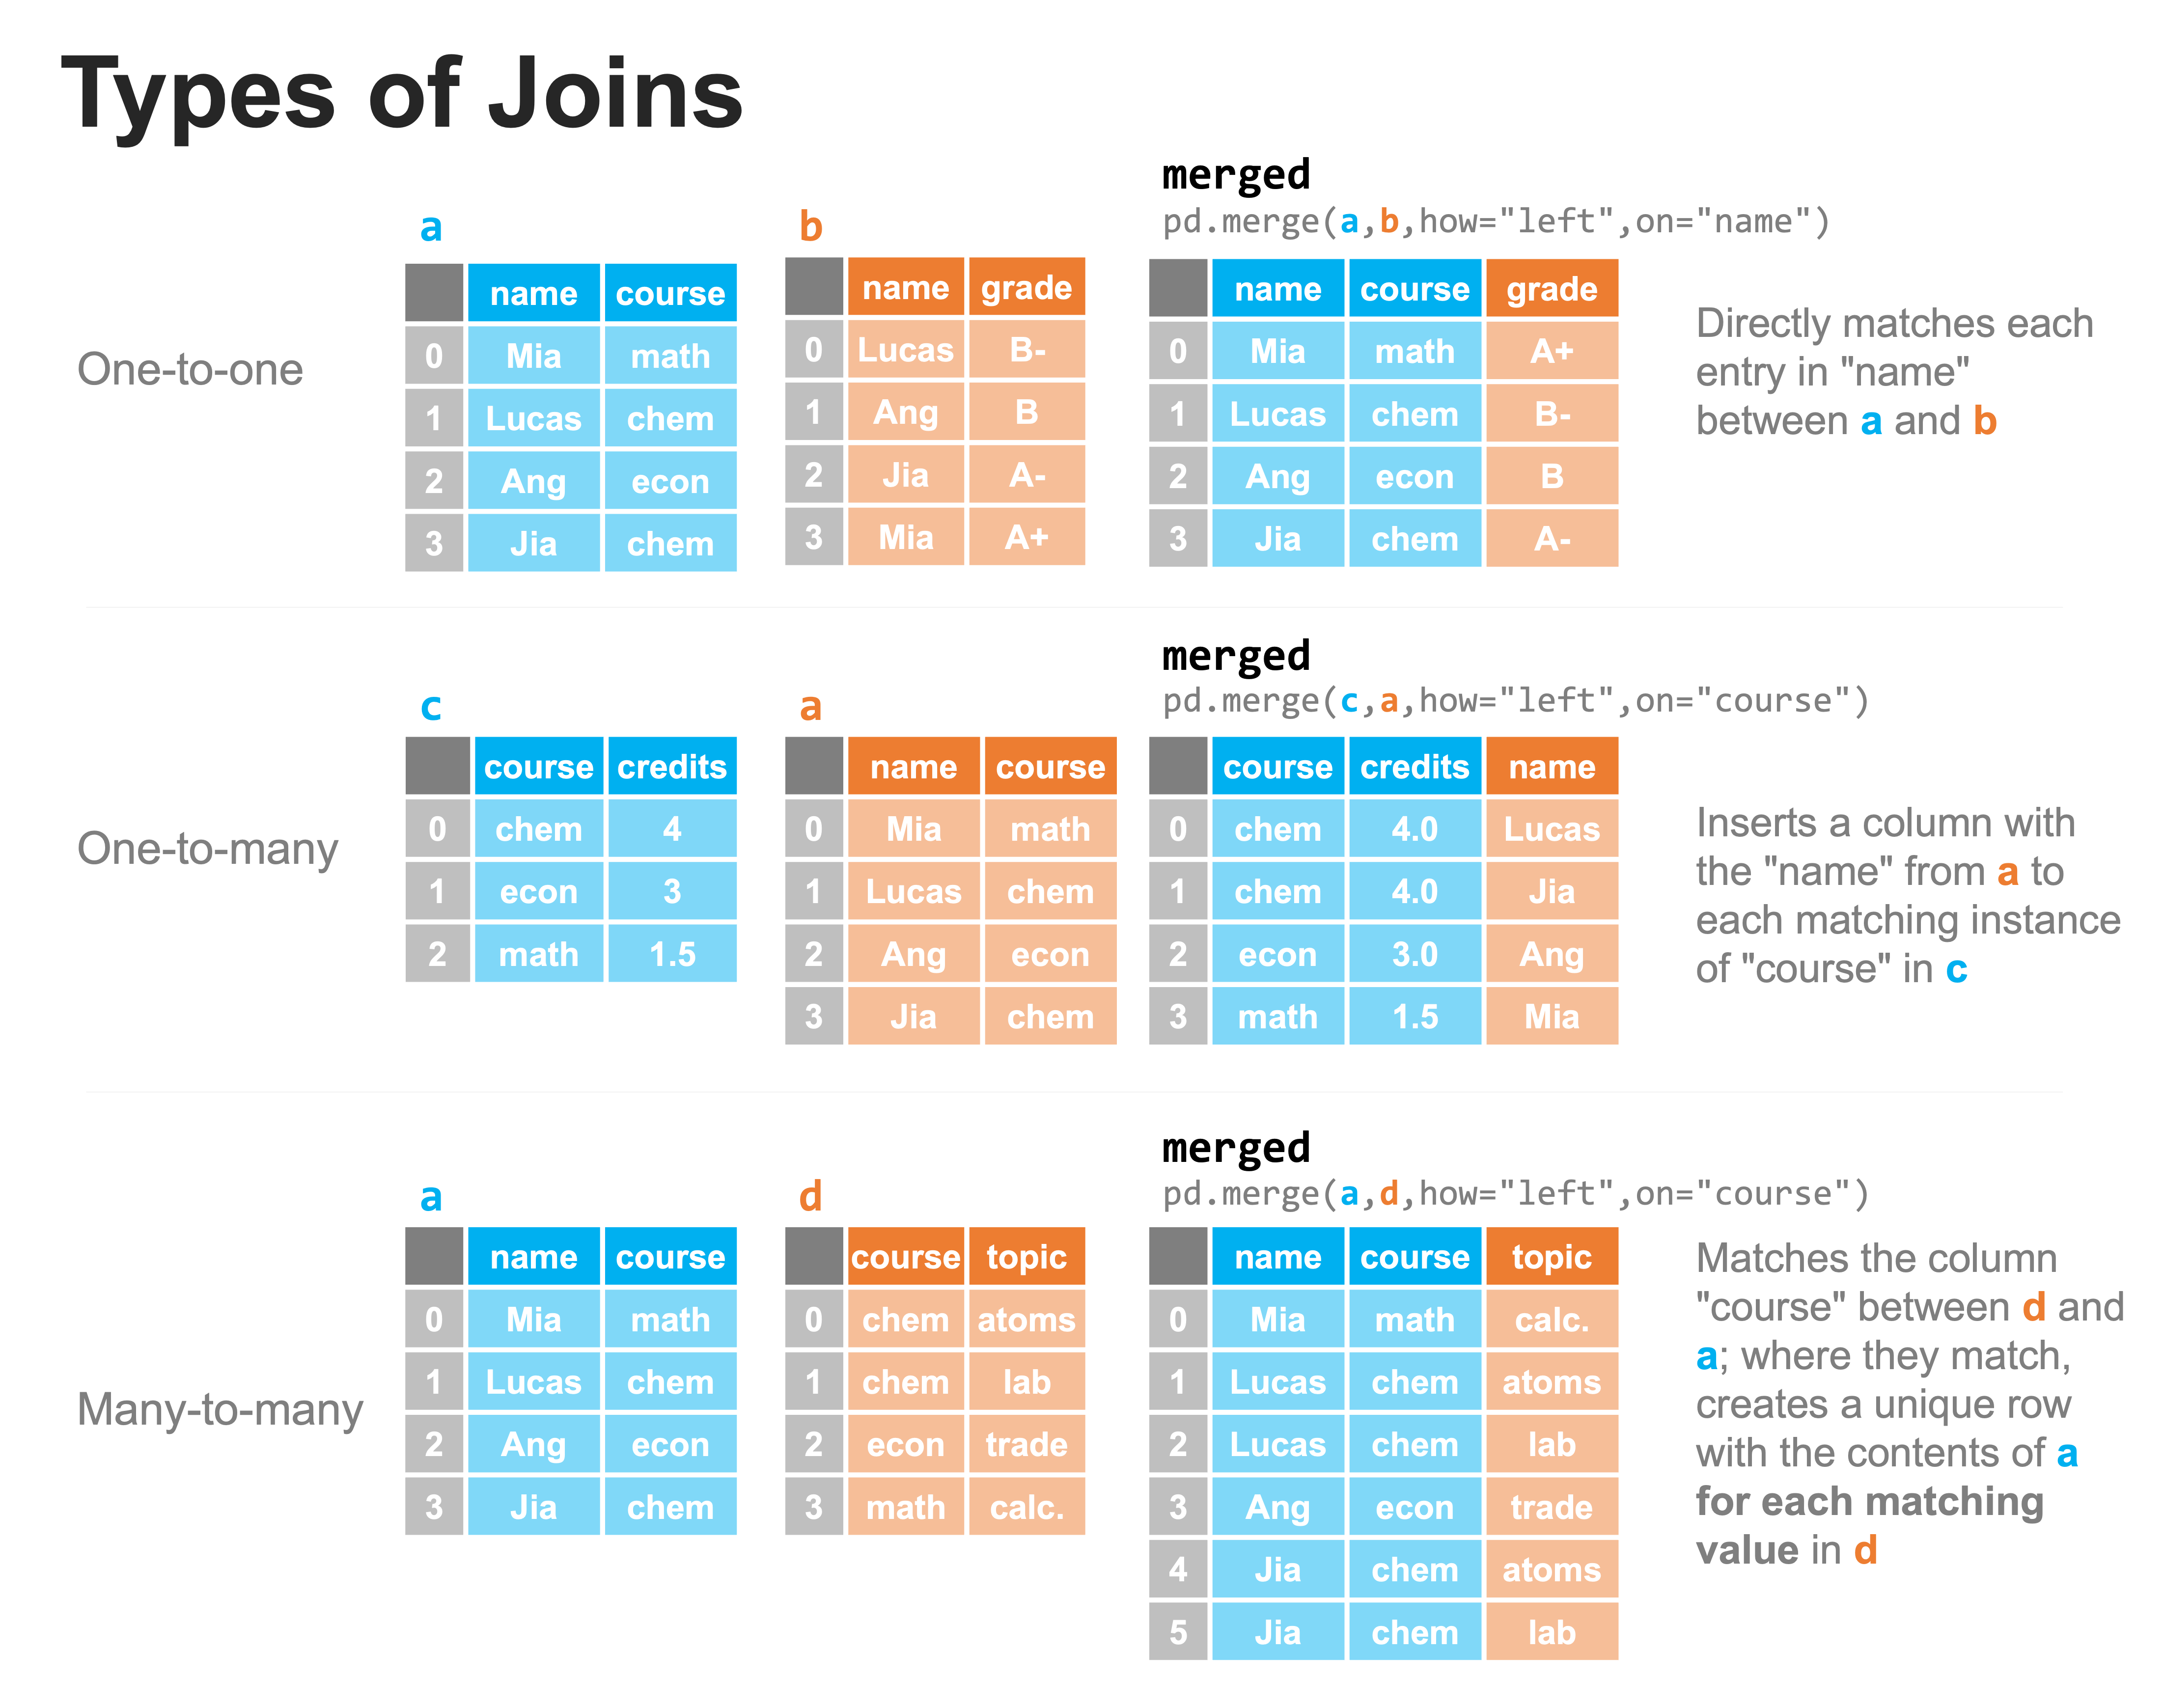 Types of Joins
One-to-one
a
name course
0 Mia math
1 Lucas chem
2 Ang econ
3 Jia chem
b
name grade
0 Lucas B-
1 Ang B
2 Jia A-
3 Mia A+
merged
pd.merge(a,b,how="left",on="name")
name course grade
0 Mia math A+
1 Lucas chem B-
2 Ang econ B
3 Jia chem A-
Directly matches each
entry in "name"
between a and b
One-to-many
c
course credits
0 chem 4
1 econ 3
2 math 1.5
a
name course
0 Mia math
1 Lucas chem
2 Ang econ
3 Jia chem
merged
pd.merge(c,a,how="left",on="course")
course credits name
0 chem 4.0 Lucas
1 chem 4.0 Jia
2 econ 3.0 Ang
3 math 1.5 Mia
Inserts a column with
the "name" from a to
each matching instance
of "course" in c
Many-to-many
a
name course
0 Mia math
1 Lucas chem
2 Ang econ
3 Jia chem
d
course topic
0 chem atoms
1 chem lab
2 econ trade
3 math calc.
merged
pd.merge(a,d,how="left",on="course")
name course topic
0 Mia math calc.
1 Lucas chem atoms
2 Lucas chem lab
3 Ang econ trade
4 Jia chem atoms
5 Jia chem lab
Matches the column
"course" between d and
a; where they match,
creates a unique row
with the contents of a
for each matching
value in d